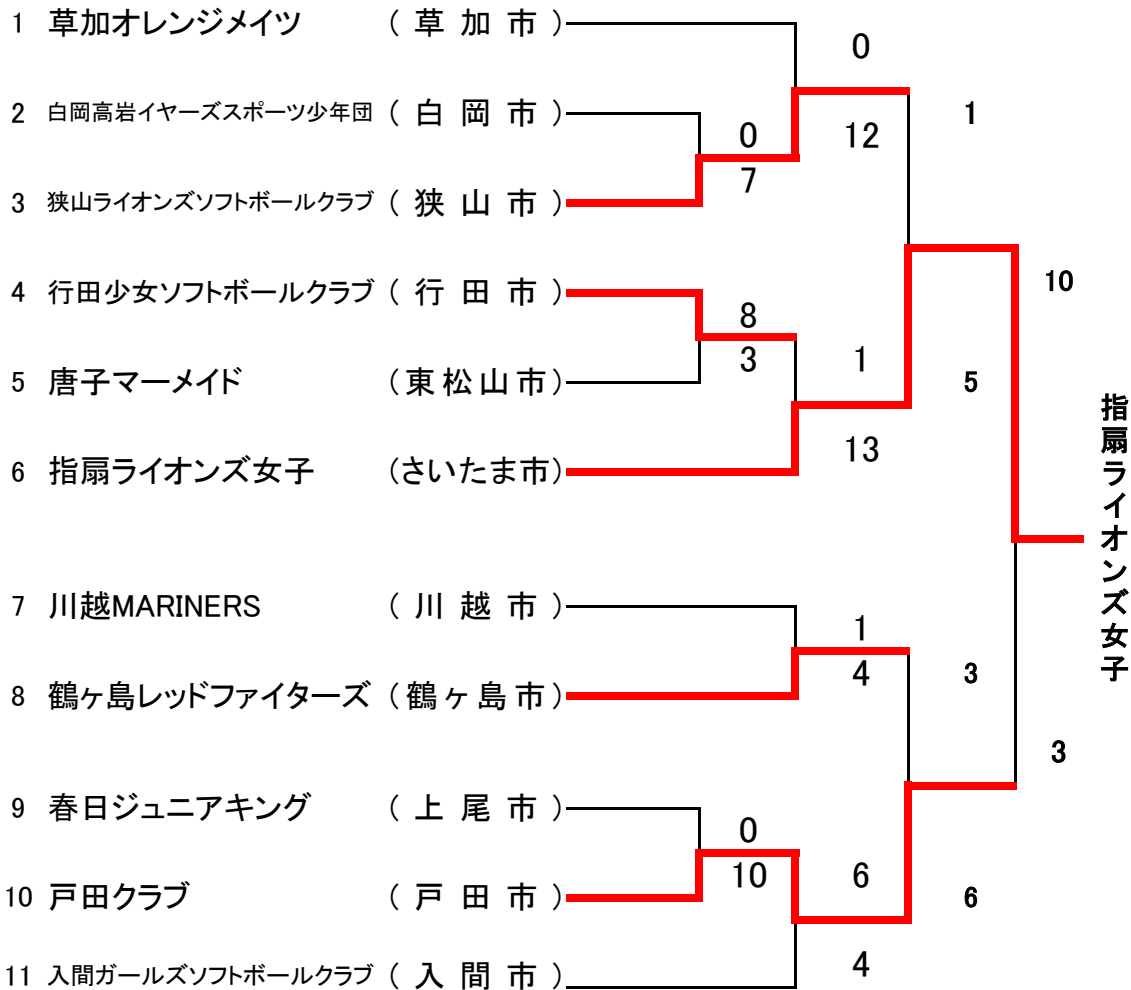 1 草加オレンジメイツ ( 草 加 市 )
0
2 白岡高岩イヤーズスポーツ少年団 ( 白 岡 市 )
1
0
12
7
3 狭山ライオンズソフトボールクラブ ( 狭 山 市 )
4 行田少女ソフトボールクラブ ( 行 田 市 )
10
8
3
1
5 唐子マーメイド (東松山市)
5
13
6 指扇ライオンズ女子 (さいたま市)
指扇ライオンズ女子
7 川越MARINERS ( 川 越 市 )
1
4
3
8 鶴ヶ島レッドファイターズ (鶴ヶ島市)
3
9 春日ジュニアキング ( 上 尾 市 )
0
10
6
10 戸田クラブ ( 戸 田 市 )
6
4
11 入間ガールズソフトボールクラブ ( 入 間 市 )